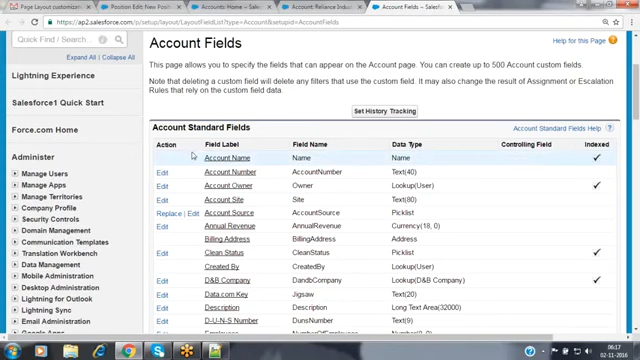 Page Layout customizatio
Position Edit: New Positi
Accounts: Home ~ Sales
Account: Reliance Indus
Account Fields ~ Salesfo
https://ap2.salesforce.com/p/setup/layout/LayoutFieldList?type=Account&setupid=AccountFields
Quick Find / Search...
Expand All | Collapse All
Lightning Experience
Salesforce1 Quick Start
Force.com Home
Administer
Manage Users
Manage Apps
Manage Territories
Company Profile
Security Controls
Domain Management
Communication Templates
Translation Workbench
Data Management
Mobile Administration
Desktop Administration
Lightning for Outlook
Lightning Sync
Email Administration
Google Apps
Account Fields
Help for this Page
This page allows you to specify the fields that can appear on the Account page. You can create up to 500 Account custom fields.
Note that deleting a custom field will delete any filters that use the custom field. It may also change the result of Assignment or Escalation
Rules that rely on the custom field data
Set History Tracking
Account Standard Fields
Account Standard Fields Help ?
Action Field Label Field Name Data Type Controlling Field Indexed
Account Name Name Name
Edit Account Number AccountNumber Text(40)
Edit Account Owner Owner Lookup(User)
Edit Account Site Site Text(80)
Replace | Edit Account Source AccountSource Picklist
Edit Annual Revenue AnnualRevenue Currency(18, 0)
Billing Address BillingAddress Address
Edit Clean Status CleanStatus Picklist
Created By CreatedBy Lookup(User)
Edit D&B Company DandbCompany Lookup(D&B Company)
Edit Data.com Key Jigsaw Text(20)
Edit Description Description Long Text Area(32000)
Edit D-U-N-S Number DunsNumber Text(9)
Edit Employees NumberOfEmployees Number(8, 0)
06:17
02-11-2016